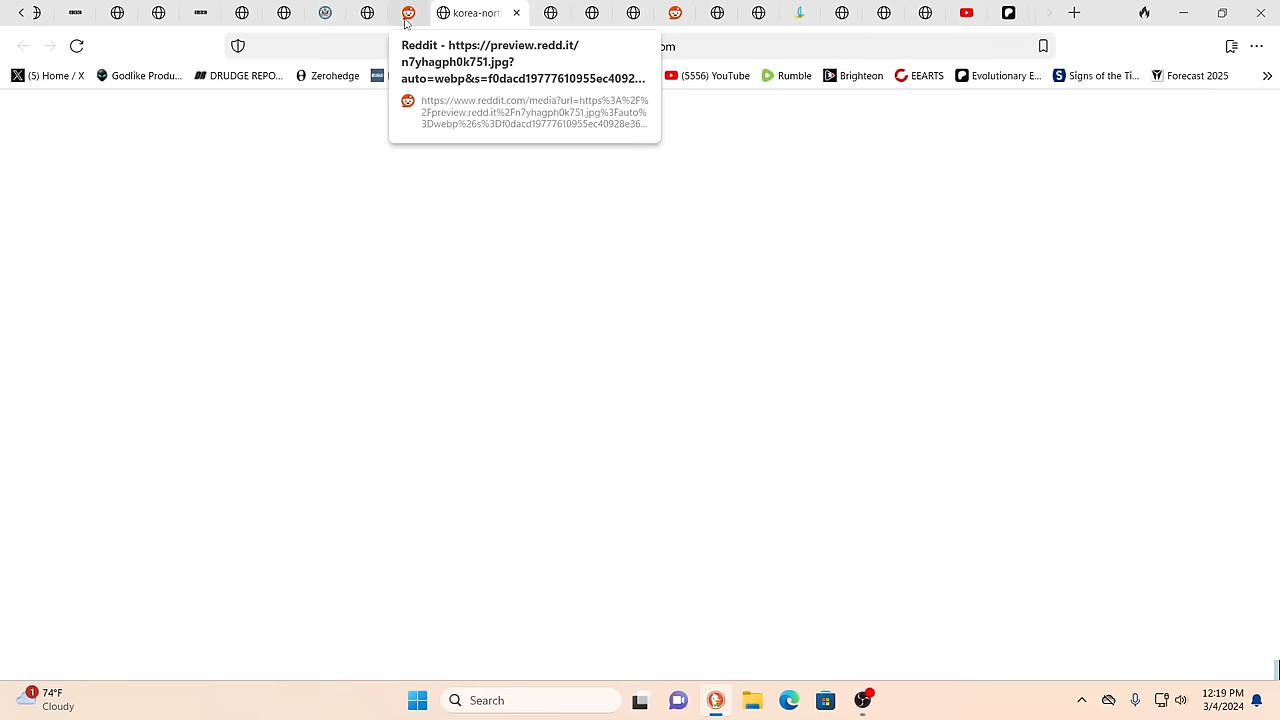 korea-nor
Reddit - https://preview.redd.it/
n7yhagph0k751.jpg?
auto=webp&s=f0dacd19777610955ec4092...
https://www.reddit.com/media?url=https%3A%2F%
2Fpreview.redd.it%2Fn7yhagph0k751.jpg%3Fauto%
3Dwebp%26s%3Df0dacd19777610955ec40928e36...
om
(5) Home / X
Godlike Produ...
DRUDGE REPO...
Zerohedge
(5556) YouTube
Rumble
Brighteon
EEARTS
Evolutionary E...
Signs of the Ti...
Forecast 2025
1
74°F
Cloudy
Search
12:19 PM
3/4/2024